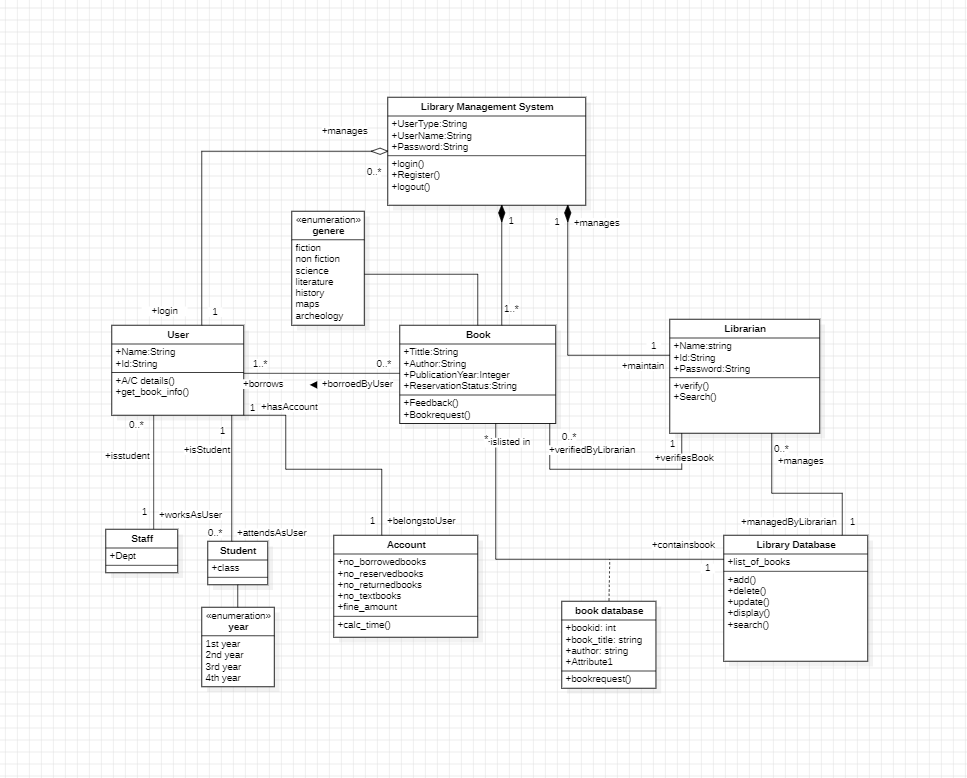 Library Management System
+UserType:String
+UserName:String
+Password:String
+login()
+Register()
+logout()
+manages
0..*
1
1
+manages
«enumeration»
genere
fiction
non fiction
science
literature
history
maps
archeology
+login
1
1..*
User
+Name:String
+Id:String
+A/C details()
+get_book_info()
1..*
0..*
+borrows
+borroedByUser
Book
+Tittle:String
+Author:String
+PublicationYear:Integer
+ReservationStatus:String
+Feedback()
+Bookrequest()
1
+maintain
Librarian
+Name:string
+Id:String
+Password:String
+verify()
+Search()
1
+hasAccount
0..*
+isstudent
1
+isStudent
*
islisted in
0..*
+verifiedByLibrarian
1
+verifiesBook
0..*
+manages
1
+worksAsUser
0..*
+attendsAsUser
1
+belongstoUser
+managedByLibrarian
1
+containsbook
1
Staff
+Dept
Student
+class
«enumeration»
year
1st year
2nd year
3rd year
4th year
Account
+no_borrowedbooks
+no_reservedbooks
+no_returnedbooks
+no_textbooks
+fine_amount
+calc_time()
book database
+bookid: int
+book_title: string
+author: string
+Attribute1
+bookrequest()
Library Database
+list_of_books
+add()
+delete()
+update()
+display()
+search()